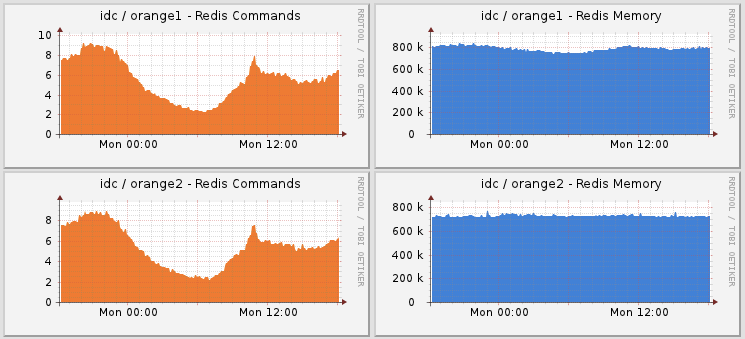 idc / orange1 - Redis Commands
10
8
6
4
2
0
Mon 00:00 Mon 12:00
RRDTOOL / TOBI OETIKER
idc / orange1 - Redis Memory
800 k
600 k
400 k
200 k
0
Mon 00:00 Mon 12:00
RRDTOOL / TOBI OETIKER
idc / orange2 - Redis Commands
8
6
4
2
0
Mon 00:00 Mon 12:00
RRDTOOL / TOBI OETIKER
idc / orange2 - Redis Memory
800 k
600 k
400 k
200 k
0
Mon 00:00 Mon 12:00
RRDTOOL / TOBI OETIKER